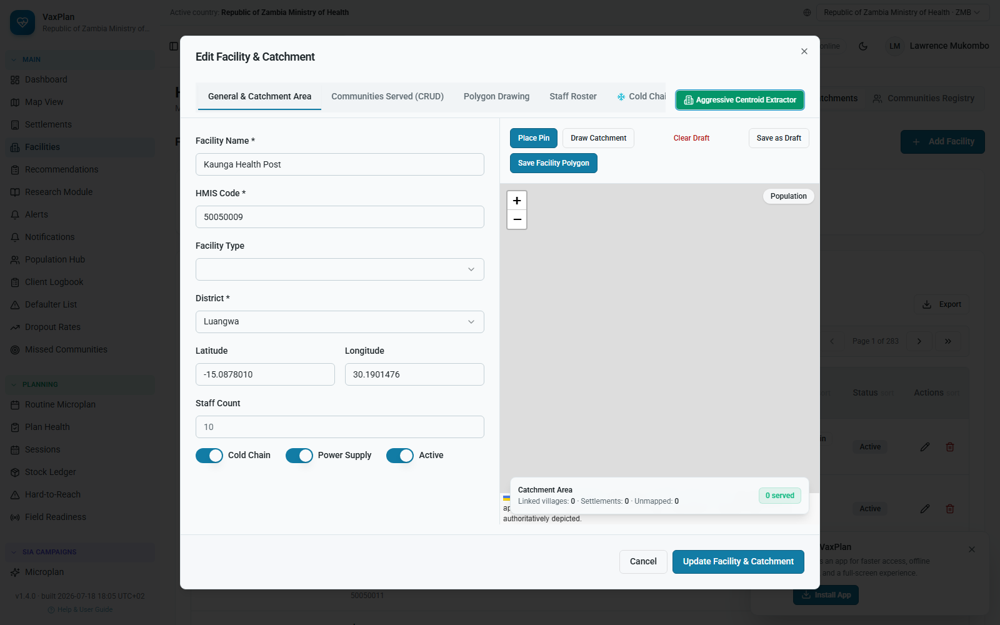 VaxPlan
Republic of Zambia Ministry of...
Active country: Republic of Zambia Ministry of Health
Republic of Zambia Ministry of Health · ZMB
online
LM
Lawrence Mukombo
MAIN
Dashboard
Map View
Settlements
Facilities
Recommendations
Research Module
Alerts
Notifications
Population Hub
Client Logbook
Defaulter List
Dropout Rates
Missed Communities
PLANNING
Routine Microplan
Plan Health
Sessions
Stock Ledger
Hard-to-Reach
Field Readiness
SIA CAMPAIGNS
Microplan
v1.4.0 · built 2026-07-18 18:05 UTC+02
Help & User Guide
Edit Facility & Catchment
General & Catchment Area
Communities Served (CRUD)
Polygon Drawing
Staff Roster
Cold Chai
Aggressive Centroid Extractor
Facility Name *
Kaunga Health Post
HMIS Code *
50050009
Facility Type
District *
Luangwa
Latitude
Longitude
-15.0878010
30.1901476
Staff Count
10
Cold Chain
Power Supply
Active
Place Pin
Draw Catchment
Clear Draft
Save as Draft
Save Facility Polygon
+
−
Population
Catchment Area
Linked villages: 0 · Settlements: 0 · Unmapped: 0
0 served
ap
authoritatively depicted.
Cancel
Update Facility & Catchment
tchments
Communities Registry
Add Facility
Export
Page 1 of 283
Status sort
Actions sort
Active
Active
VaxPlan
s an app for faster access, offline
and a full-screen experience.
Install App
50050011